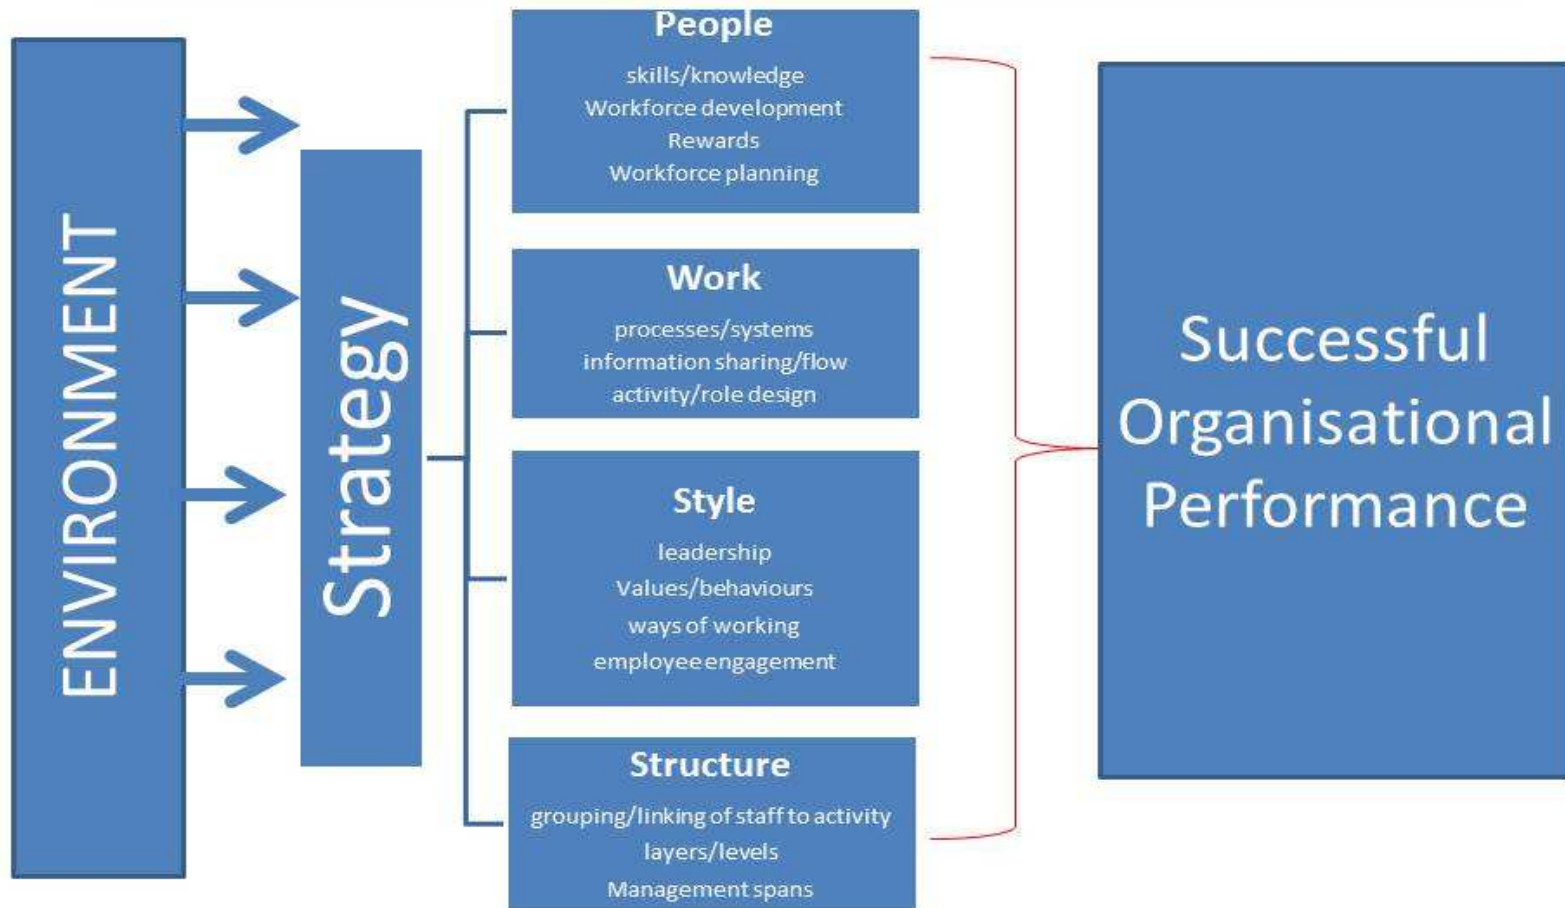 ENVIRONMENT
Strategy
People
skills/knowledge
Workforce development
Rewards
Workforce planning
Work
processes/systems
information sharing/flow
activity/role design
Style
leadership
Values/behaviours
ways of working
employee engagement
Structure
grouping/linking of staff to activity
layers/levels
Management spans
Successful
Organisational
Performance